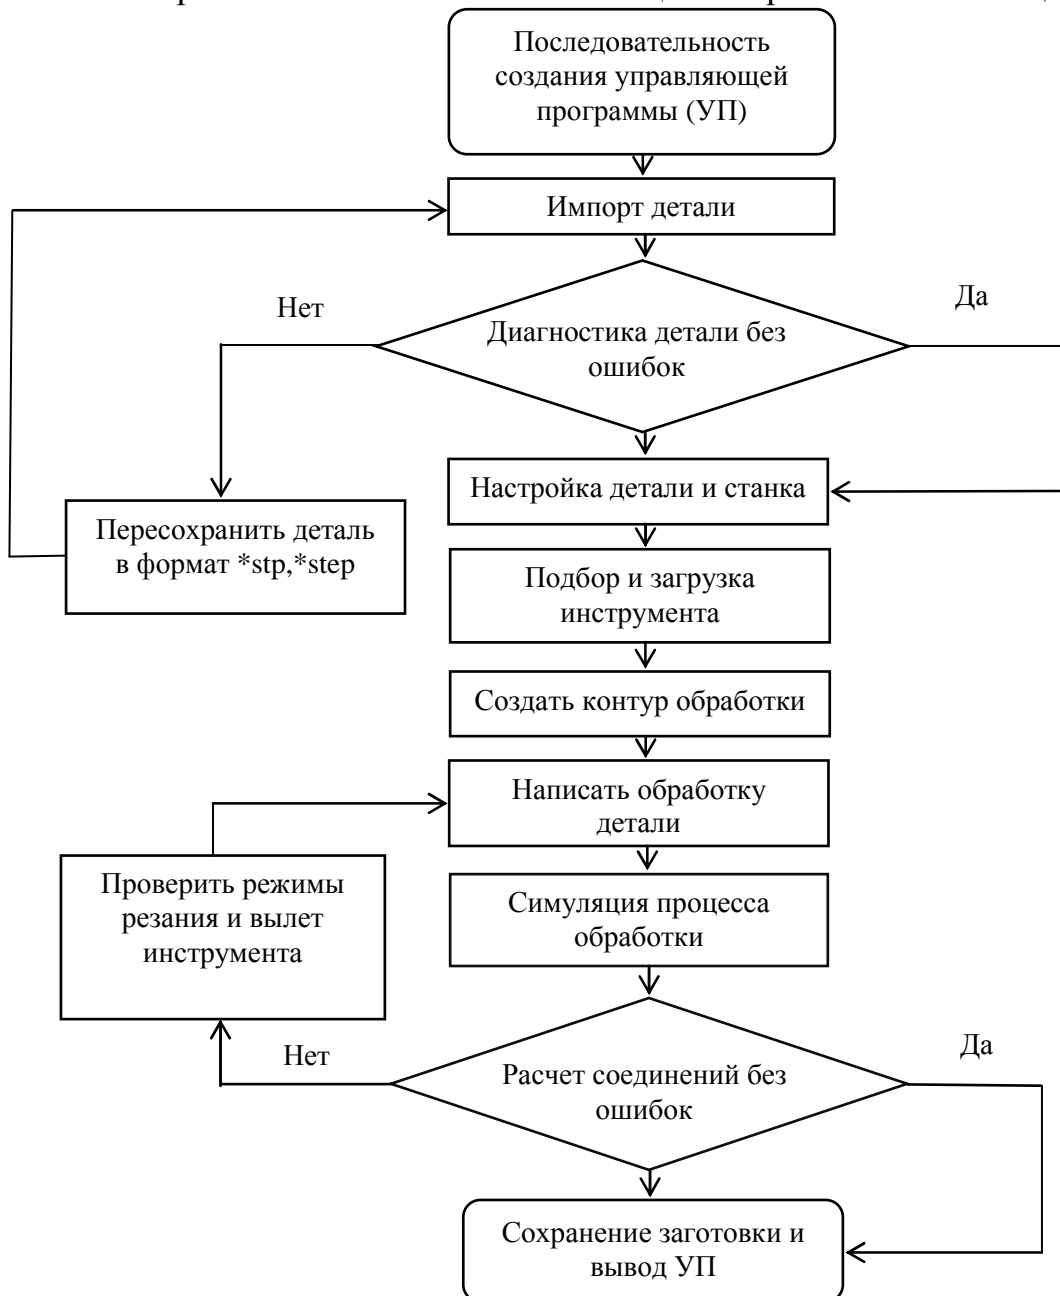 Последовательность
создания управляющей
программы (УП)
Импорт детали
Нет
Да
Диагностика детали без
ошибок
Настройка детали и станка
Пересохранить деталь
в формат *stp,*step
Подбор и загрузка
инструмента
Создать контур обработки
Написать обработку
детали
Проверить режимы
резания и вылет
инструмента
Симуляция процесса
обработки
Нет
Да
Расчет соединений без
ошибок
Сохранение заготовки и
вывод УП